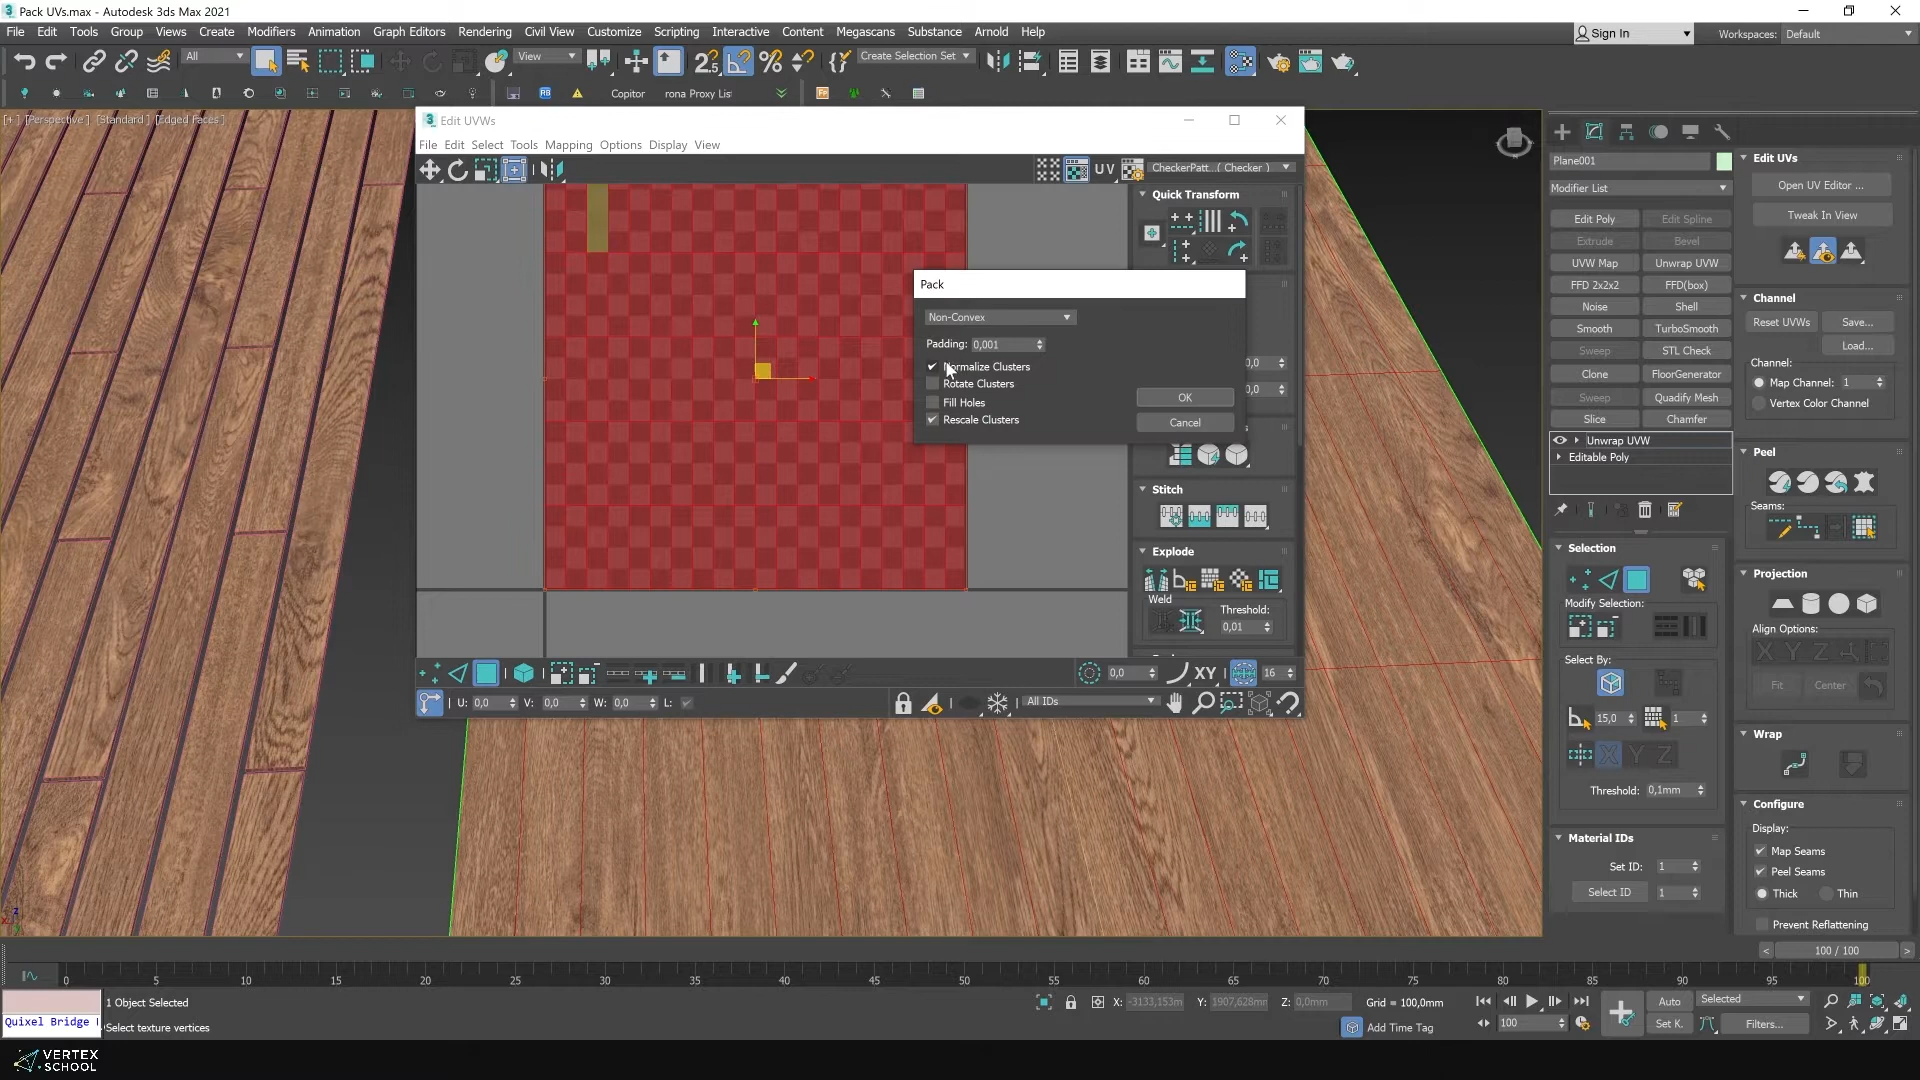 Pack UVs.max - Autodesk 3ds Max 2021
File Edit Tools Group Views Create Modifiers Animation Graph Editors Rendering Civil View Customize Scripting Interactive Content Megascans Substance Arnold Help
Sign In
Workspaces: Default
All
View
Create Selection Set
Copitor
rona Proxy Lis
[+] [Perspective] [Standard] [Edged Faces]
Edit UVWs
File Edit Select Tools Mapping Options Display View
UV
CheckerPatt...( Checker )
Quick Transform
Pack
Non-Convex
Padding: 0,001
Normalize Clusters
Rotate Clusters
Fill Holes
Rescale Clusters
OK
Cancel
Stitch
Explode
Weld
Threshold:
0,01
0,0
XY
16
U: 0,0 V: 0,0 W: 0,0 L:
All IDs
Plane001
Modifier List
Edit Poly Edit Spline
Extrude Bevel
UVW Map Unwrap UVW
FFD 2x2x2 FFD(box)
Noise Shell
Smooth TurboSmooth
Sweep STL Check
Clone FloorGenerator
Sweep Quadify Mesh
Slice Chamfer
Unwrap UVW
Editable Poly
Selection
Modify Selection:
Select By:
15,0
1
X Y Z
Threshold: 0,1mm
Material IDs
Set ID: 1
Select ID 1
Edit UVs
Open UV Editor ...
Tweak In View
Channel
Reset UVWs Save...
Load...
Channel:
Map Channel: 1
Vertex Color Channel
Peel
Seams:
Projection
Align Options:
X Y Z
Fit Center
Wrap
Configure
Display:
Map Seams
Peel Seams
Thick Thin
Prevent Reflattening
100 / 100
0 5 10 15 20 25 30 35 40 45 50 55 60 65 70 75 80 85 90 95 100
1 Object Selected
Quixel Bridge
Select texture vertices
X: -3133,153m Y: 1907,628mm Z: 0,0mm Grid = 100,0mm
Add Time Tag
100
Auto Selected
Set K. Filters...
VERTEX
SCHOOL